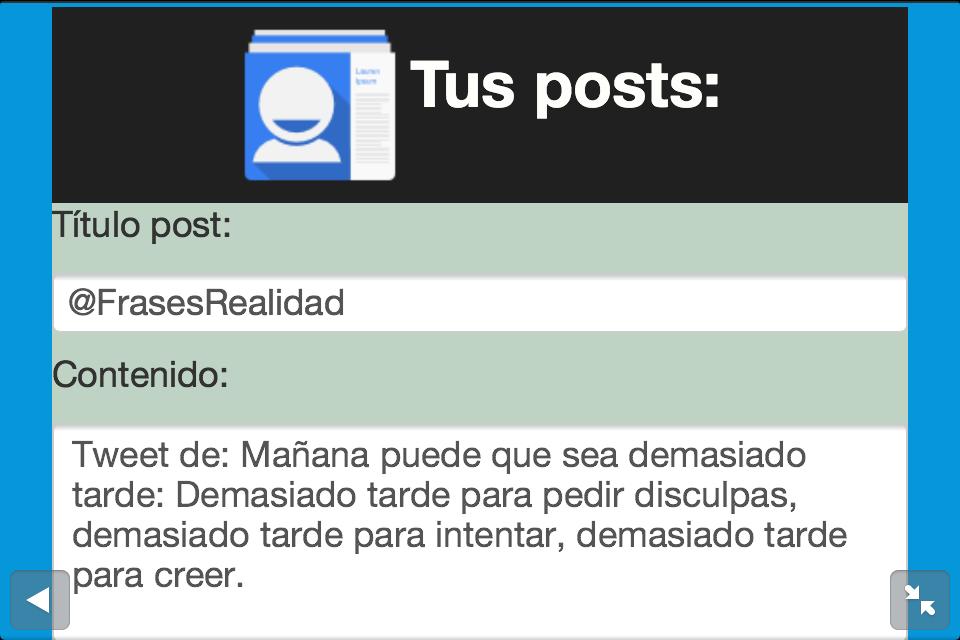 Lorem
Ipsum
Tus posts:
Título post:
@FrasesRealidad
Contenido:
Tweet de: Mañana puede que sea demasiado
tarde: Demasiado tarde para pedir disculpas,
demasiado tarde para intentar, demasiado tarde
para creer.